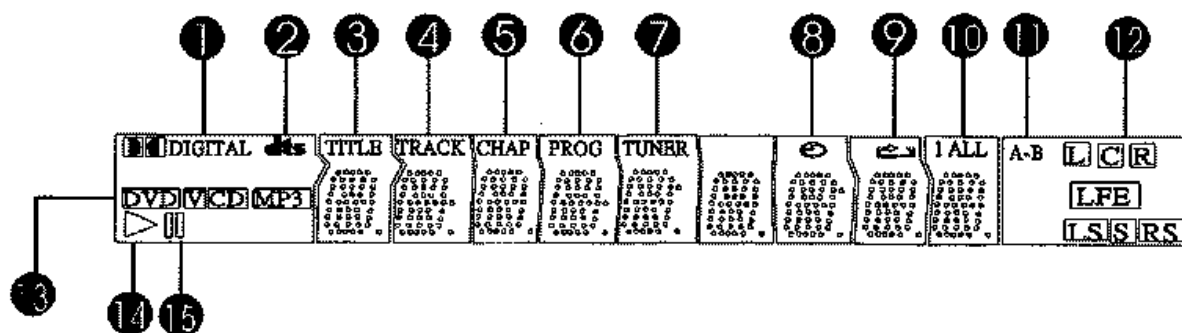 1 2 3 4 5 6 7 8 9 10 11 12
DIGITAL dts TITLE TRACK CHAP PROG TUNER 1 ALL A-B L C R
LFE
DVD V CD MP3
LS S RS
13
14 15